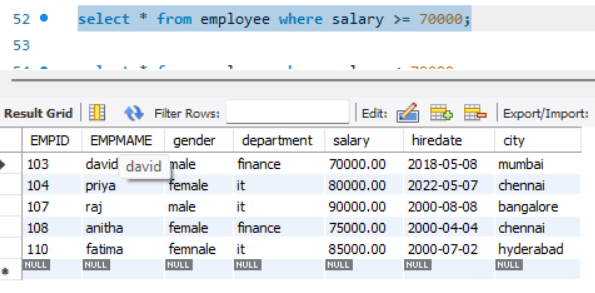 52 select * from employee where salary >= 70000;
53
Result Grid Filter Rows: Edit: Export/Import:
EMPID EMPMAME gender department salary hiredate city
103 david david male finance 70000.00 2018-05-08 mumbai
104 priya female it 80000.00 2022-05-07 chennai
107 raj male it 90000.00 2000-08-08 bangalore
108 anitha female finance 75000.00 2000-04-04 chennai
110 fatima femnale it 85000.00 2000-07-02 hyderabad
NULL NULL NULL NULL NULL NULL NULL